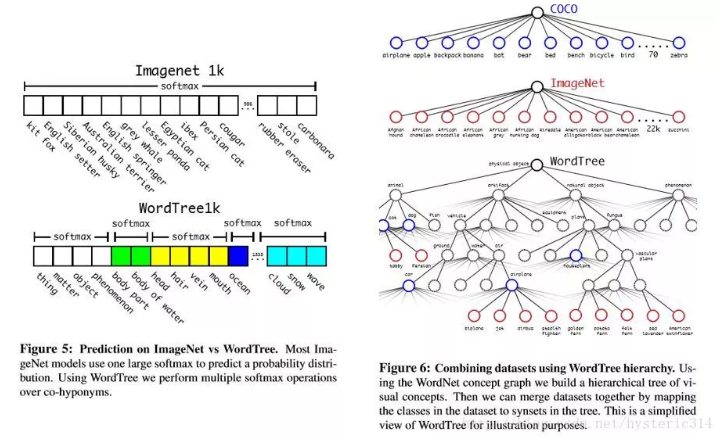 Imagenet 1k
softmax
kit fox
English setter
Siberian husky
Australian terrier
English springer
grey whale
lesser panda
Egyptian cat
ibex
Persian cat
cougar
rubber eraser
stole
carbonara
WordTree1k
softmax
softmax
softmax
softmax
softmax
thing
matter
object
phenomenon
body part
body of water
head
hair
vein
mouth
ocean
cloud
snow
wave
Figure 5: Prediction on ImageNet vs WordTree. Most Ima-
geNet models use one large softmax to predict a probability distri-
bution. Using WordTree we perform multiple softmax operations
over co-hyponyms.
COCO
airplane apple backpack banana bat bear bed bench bicycle bird 70 zebra
ImageNet
Afghan hound
African chameleon
African crocodile
African elephant
African grey
African hunting dog
Airedale
American
American
American chameleon
22k
zucchini
WordTree
physical object
animal
artifact
natural object
phenomenon
cat
dog
fish
vehicle
equipment
plant
fungus
ground
water
air
vascular plant
tabby
Persian
car
airplane
houseplant
biplane
jet
airbus
stealth fighter
golden fern
potato fern
felt fern
sea lavender
American twinflower
Figure 6: Combining datasets using WordTree hierarchy. Us-
ing the WordNet concept graph we build a hierarchical tree of vi-
sual concepts. Then we can merge datasets together by mapping
the classes in the dataset to synsets in the tree. This is a simplified
view of WordTree for illustration purposes.
net/hysteric314